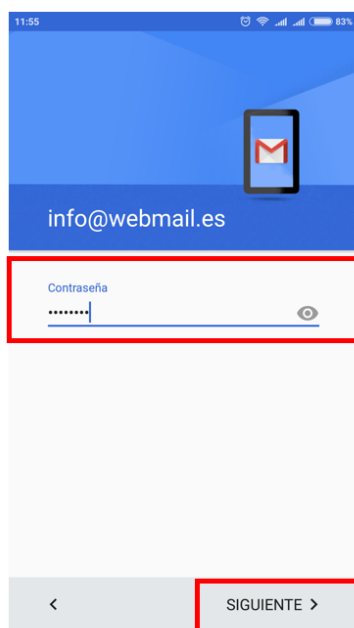 11:55 83%
info@webmail.es
Contraseña
••••••••
SIGUIENTE